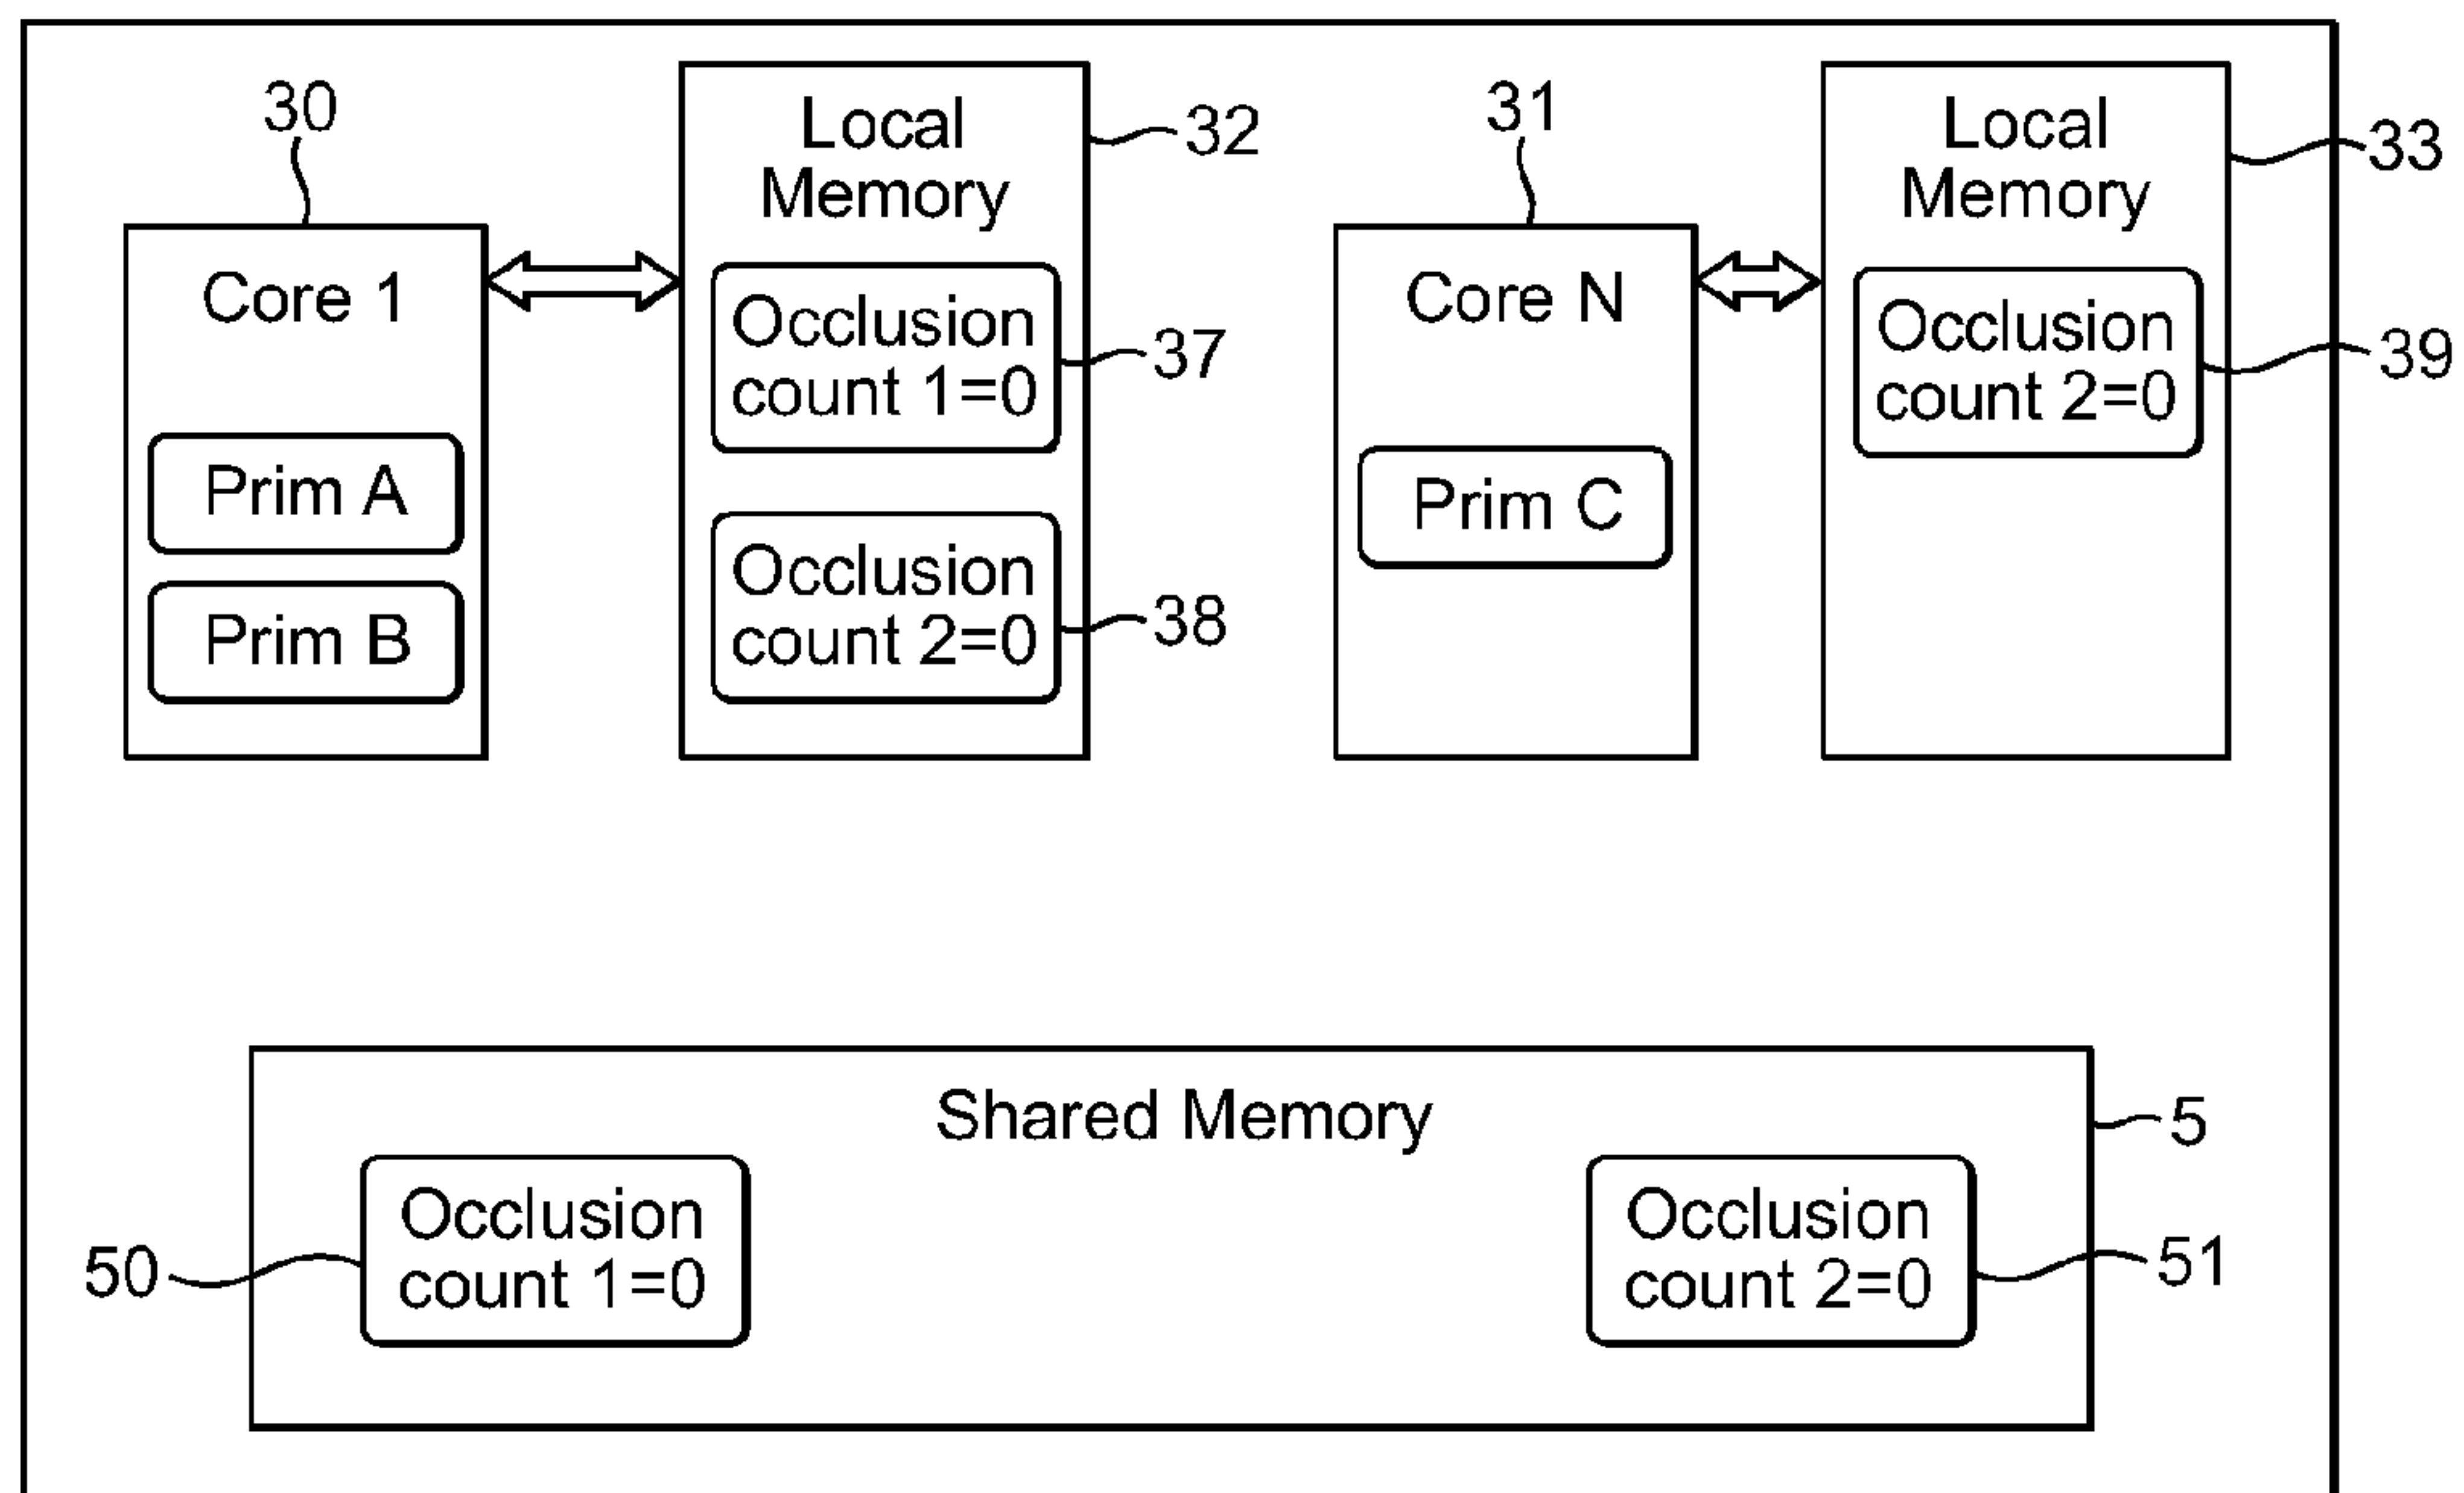 30
Core 1
Prim A
Prim B
Local
Memory
32
Occlusion
count 1=0
37
Occlusion
count 2=0
38
31
Core N
Prim C
Local
Memory
33
Occlusion
count 2=0
39
Shared Memory
5
50
Occlusion
count 1=0
Occlusion
count 2=0
51